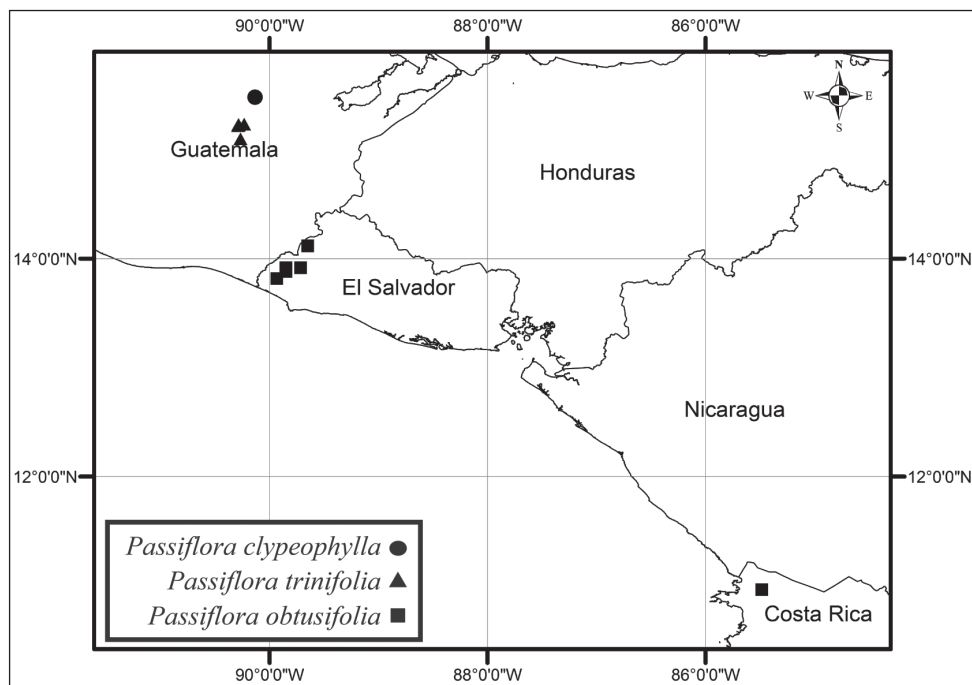 90°0'0"W 88°0'0"W 86°0'0"W
N
W E
S
Guatemala
Honduras
14°0'0"N 14°0'0"N
El Salvador
Nicaragua
12°0'0"N 12°0'0"N
Passiflora clypeophylla
Passiflora trinifolia
Passiflora obtusifolia
Costa Rica
90°0'0"W 88°0'0"W 86°0'0"W